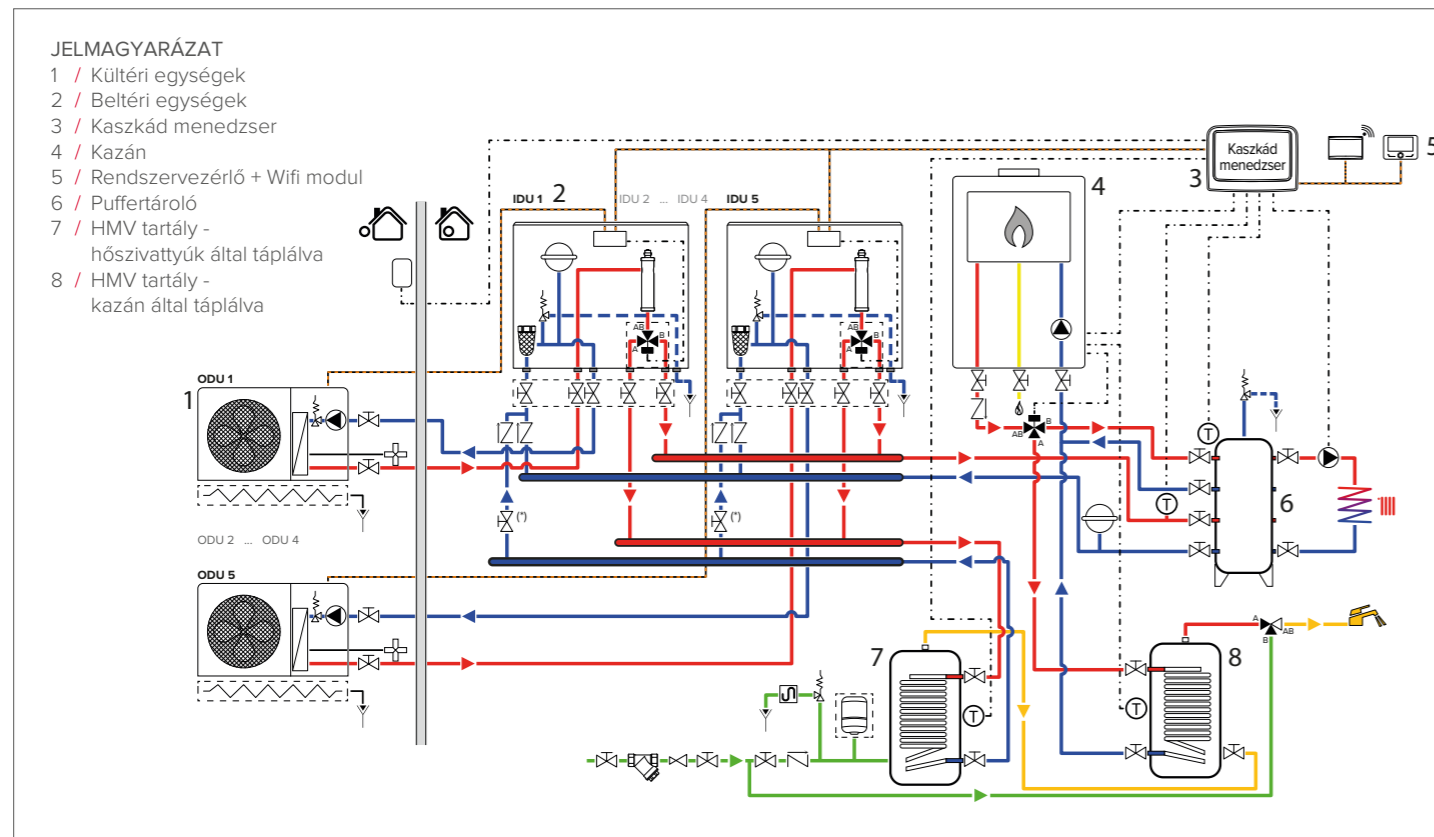 JELMAGYARÁZAT
1 / Kültéri egységek
2 / Beltéri egységek
3 / Kaszkád menedzser
4 / Kazán
5 / Rendszervezérlő + Wifi modul
6 / Puffertároló
7 / HMV tartály -
hőszivattyúk által táplálva
8 / HMV tartály -
kazán által táplálva
Kaszkád
menedzser
3
5
4
IDU 1 2 IDU 2 ... IDU 4 IDU 5
AB
B
A
AB
B
A
ODU 1
1
B
AB
A
T
T
6
(*)
(*)
ODU 2 ... ODU 4
ODU 5
A
AB
B
7
8
T
T